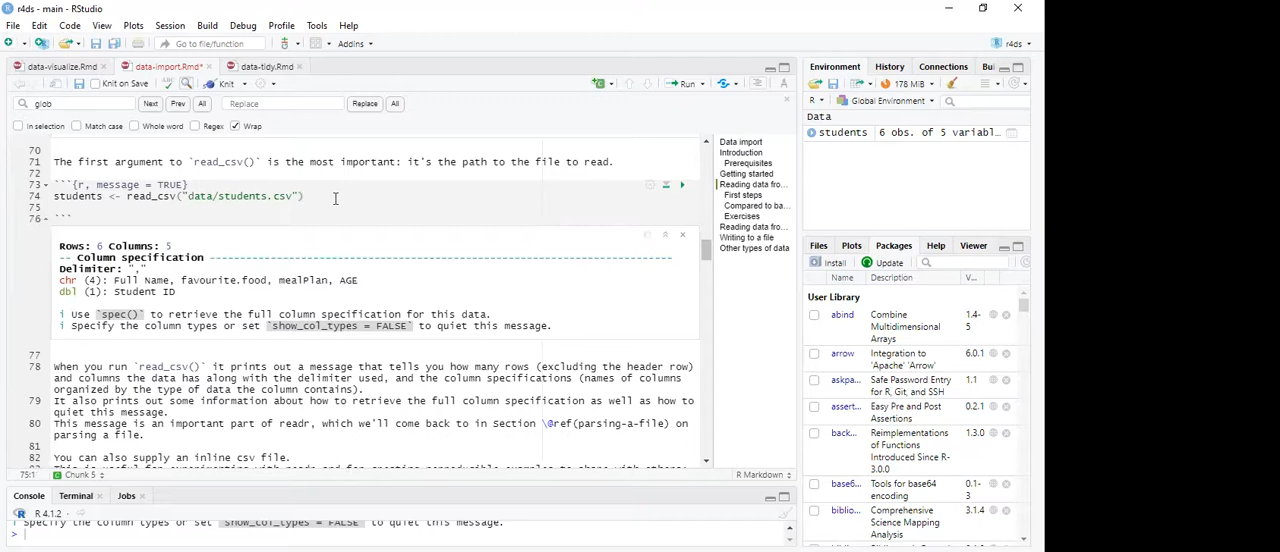 r4ds - main - RStudio
File Edit Code View Plots Session Build Debug Profile Tools Help
Go to file/function Addins r4ds
data-visualize.Rmd data-import.Rmd* data-tidy.Rmd
Knit on Save Knit Run
glob Next Prev All Replace Replace All
In selection Match case Whole word Regex Wrap
70
71 The first argument to `read_csv()` is the most important: it's the path to the file to read.
73 ```{r, message = TRUE}
74 students <- read_csv("data/students.csv")
75
76 ```
Rows: 6 Columns: 5
-- Column specification
Delimiter: ","
chr (4): Full Name, favourite.food, mealPlan, AGE
dbl (1): Student ID
i Use `spec()` to retrieve the full column specification for this data.
i Specify the column types or set `show_col_types = FALSE` to quiet this message.
77
78 When you run `read_csv()` it prints out a message that tells you how many rows (excluding the header row)
and columns the data has along with the delimiter used, and the column specifications (names of columns
organized by the type of data the column contains).
79 It also prints out some information about how to retrieve the full column specification as well as how to
quiet this message.
80 This message is an important part of readr, which we'll come back to in Section \@ref(parsing-a-file) on
parsing a file.
81
82 You can also supply an inline csv file.
75:1 Chunk 5 R Markdown
Data import
Introduction
Prerequisites
Getting started
Reading data fro...
First steps
Compared to ba...
Exercises
Reading data fro...
Writing to a file
Other types of data
Console Terminal Jobs
R 4.1.2 ·
i Specify the column types or set `show_col_types = FALSE` to quiet this message.
>
Environment History Connections Bui
178 MiB
R Global Environment
Data
students 6 obs. of 5 variabl...
Files Plots Packages Help Viewer
Install Update
Name Description V...
User Library
abind Combine Multidimensional Arrays 1.4-5
arrow Integration to 'Apache' 'Arrow' 6.0.1
askpa... Safe Password Entry for R, Git, and SSH 1.1
assert... Easy Pre and Post Assertions 0.2.1
back... Reimplementations of Functions Introduced Since R-3.0.0 1.3.0
base6... Tools for base64 encoding 0.1-3
biblio... Comprehensive Science Mapping Analysis 3.1.4